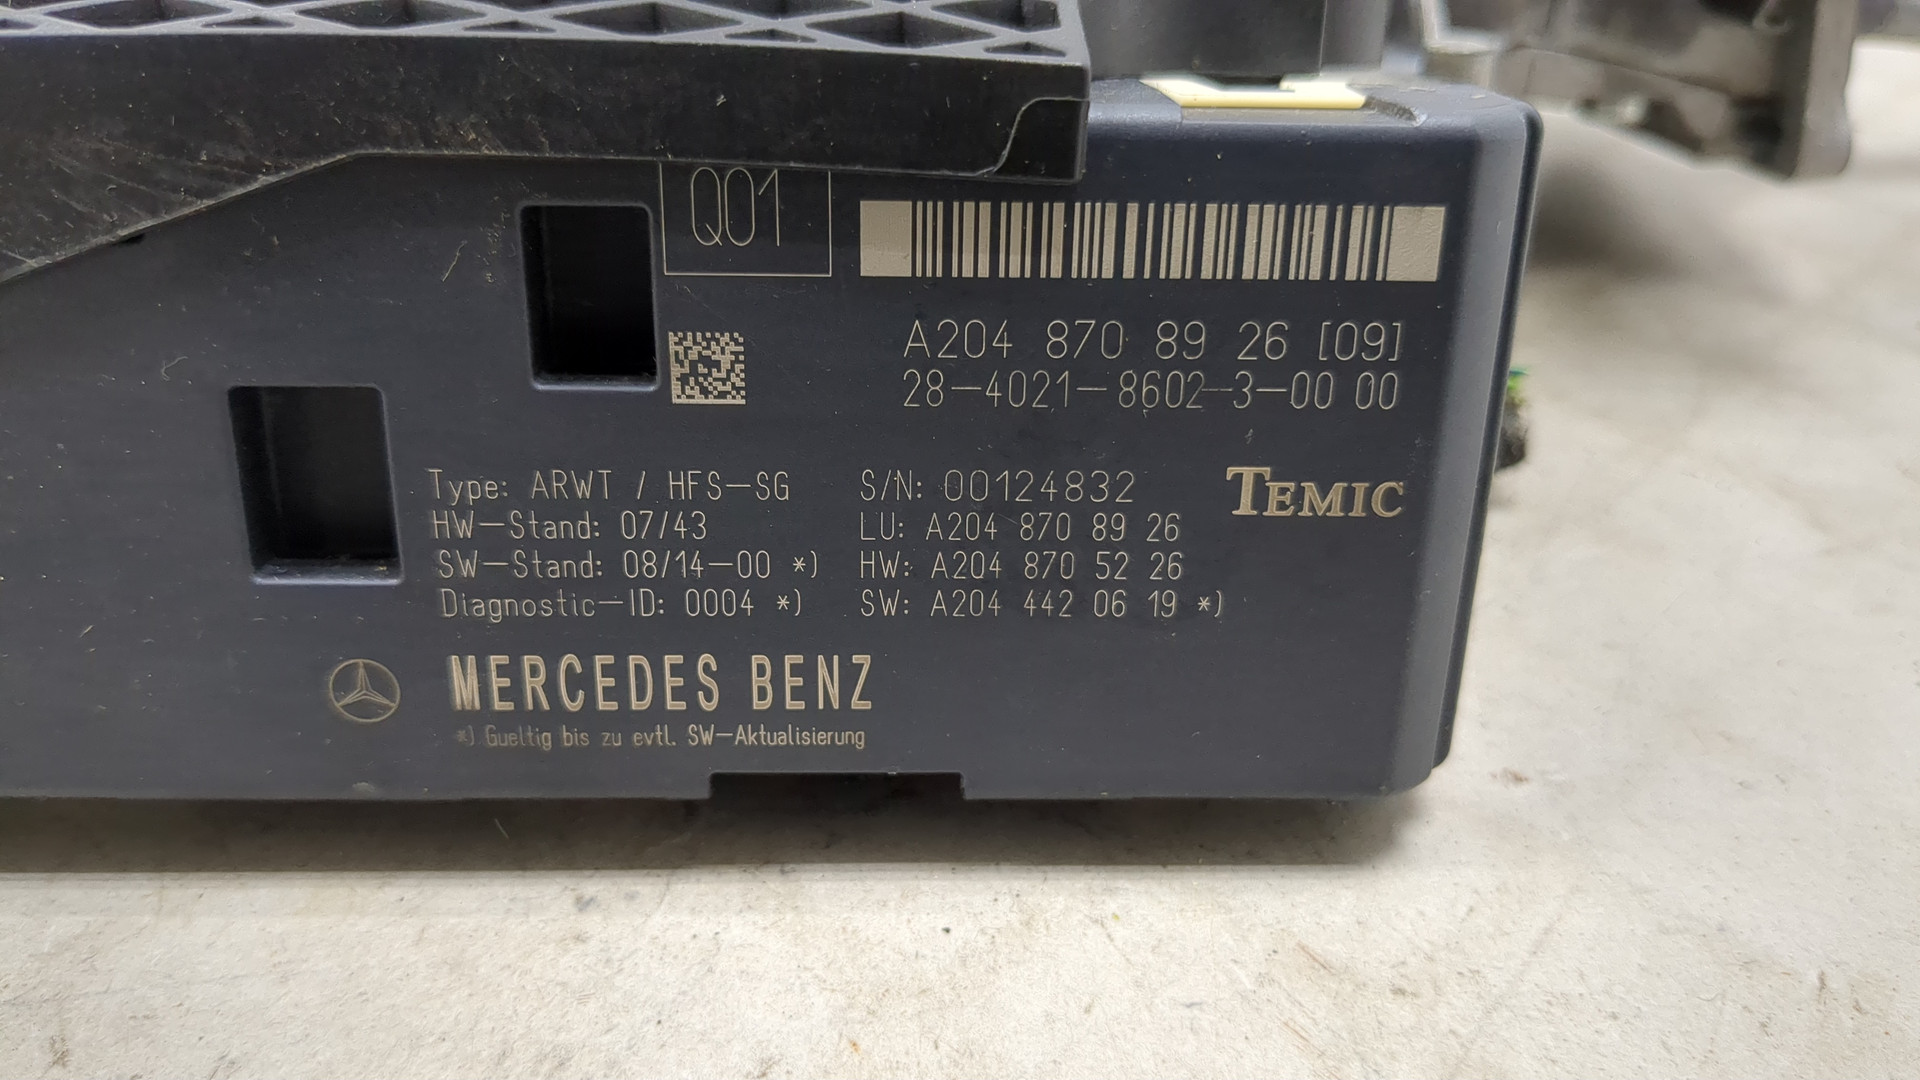 Q01
A204 870 89 26 [09]
28-4021-8602-3-00 00
Type: ARWT / HFS-SG
HW-Stand: 07/43
SW-Stand: 08/14-00 *)
Diagnostic-ID: 0004 *)
S/N: 00124832
LU: A204 870 89 26
HW: A204 870 52 26
SW: A204 442 06 19 *)
TEMIC
MERCEDES BENZ
*) Gueltig bis zu evtl. SW-Aktualisierung